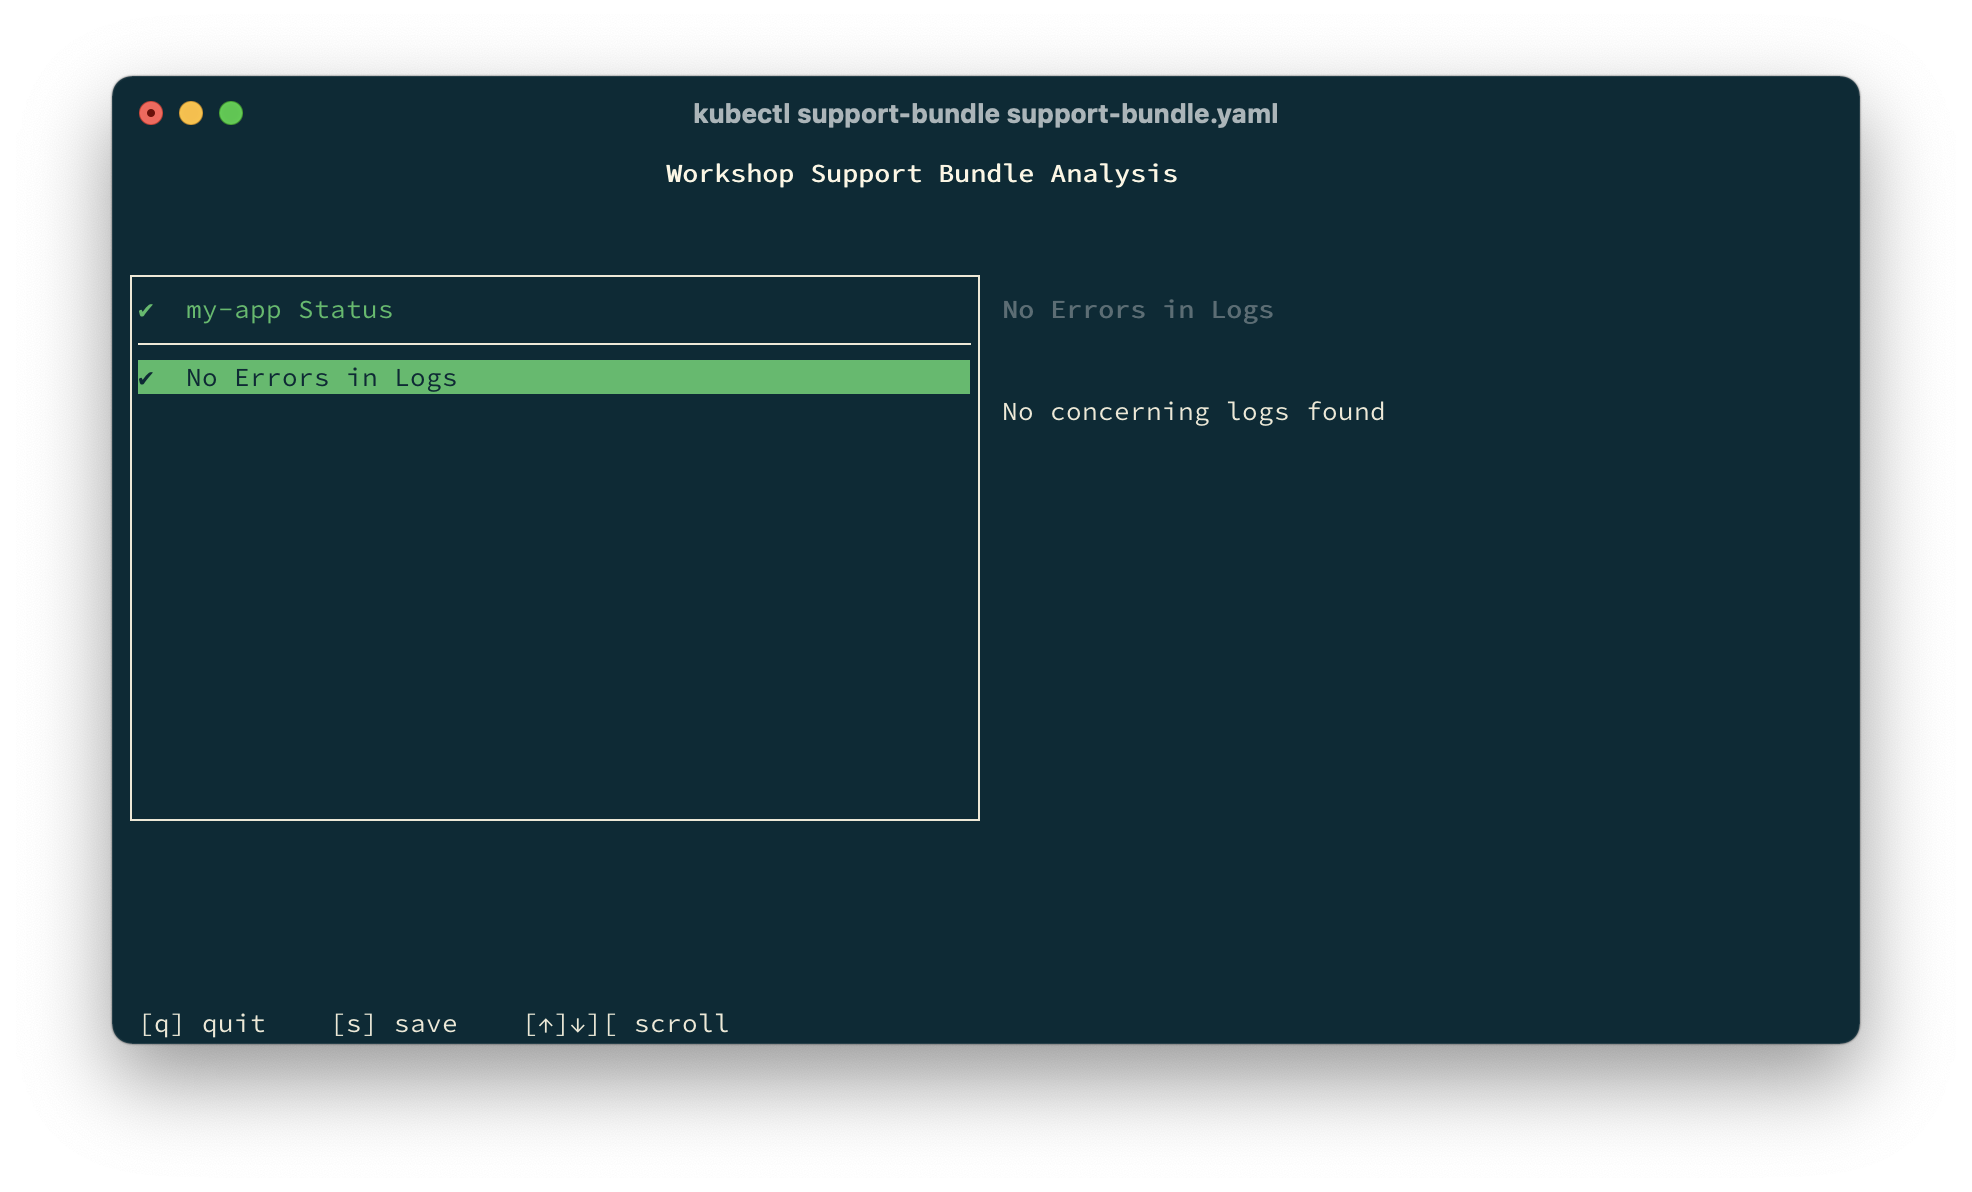 kubectl support-bundle support-bundle.yaml
Workshop Support Bundle Analysis
✔  my-app Status
✔  No Errors in Logs
No Errors in Logs
No concerning logs found
[q] quit    [s] save    [↑]↓][ scroll